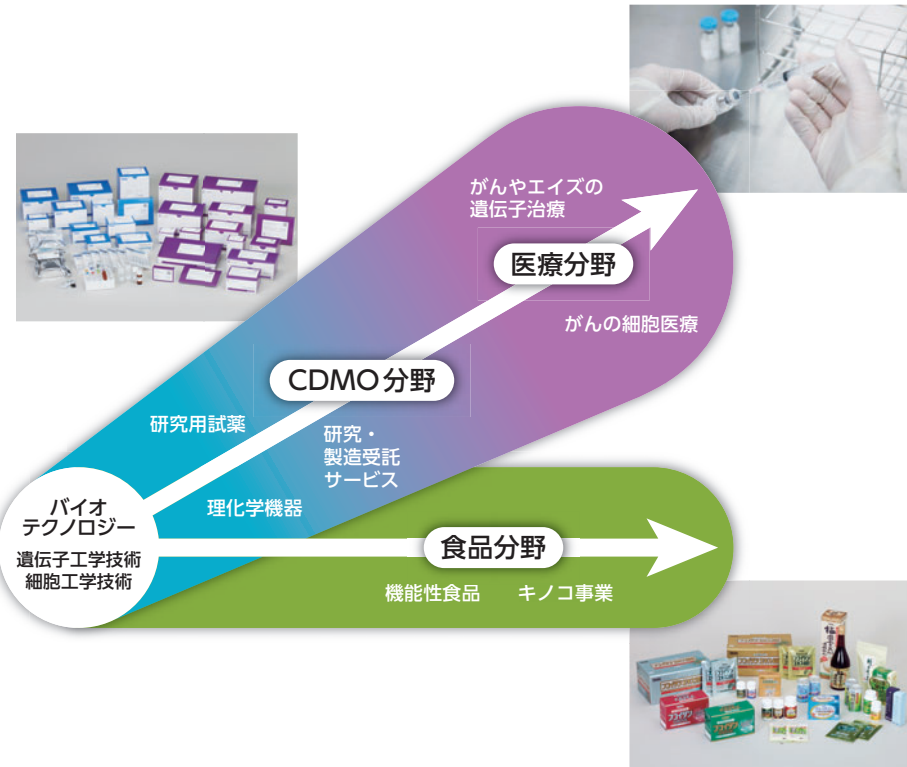 がんやエイズの
遺伝子治療
医療分野
がんの細胞医療
CDMO分野
研究用試薬
研究・
製造受託
サービス
理化学機器
バイオ
テクノロジー
遺伝子工学技術
細胞工学技術
食品分野
機能性食品
キノコ事業